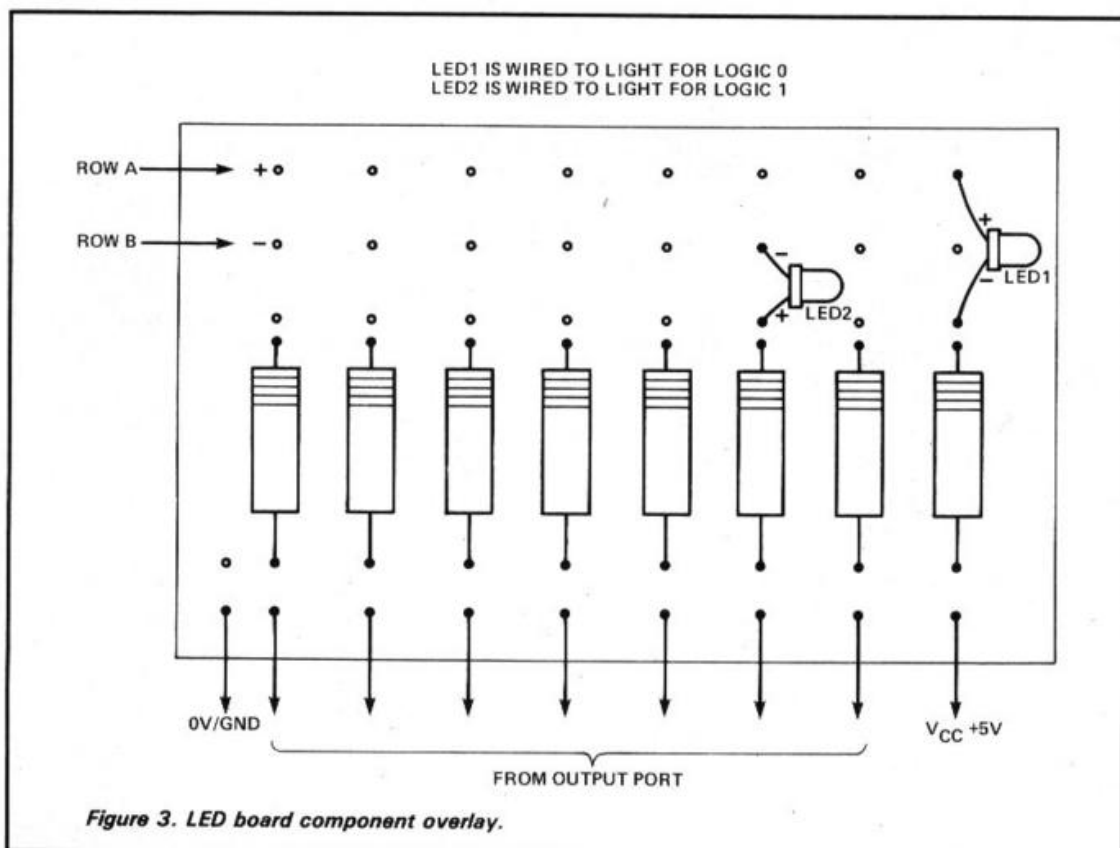 LED1 IS WIRED TO LIGHT FOR LOGIC 0
LED2 IS WIRED TO LIGHT FOR LOGIC 1
ROW A
+
ROW B
-
+
-
LED1
-
+
LED2
0V/GND
VCC +5V
FROM OUTPUT PORT
Figure 3. LED board component overlay.